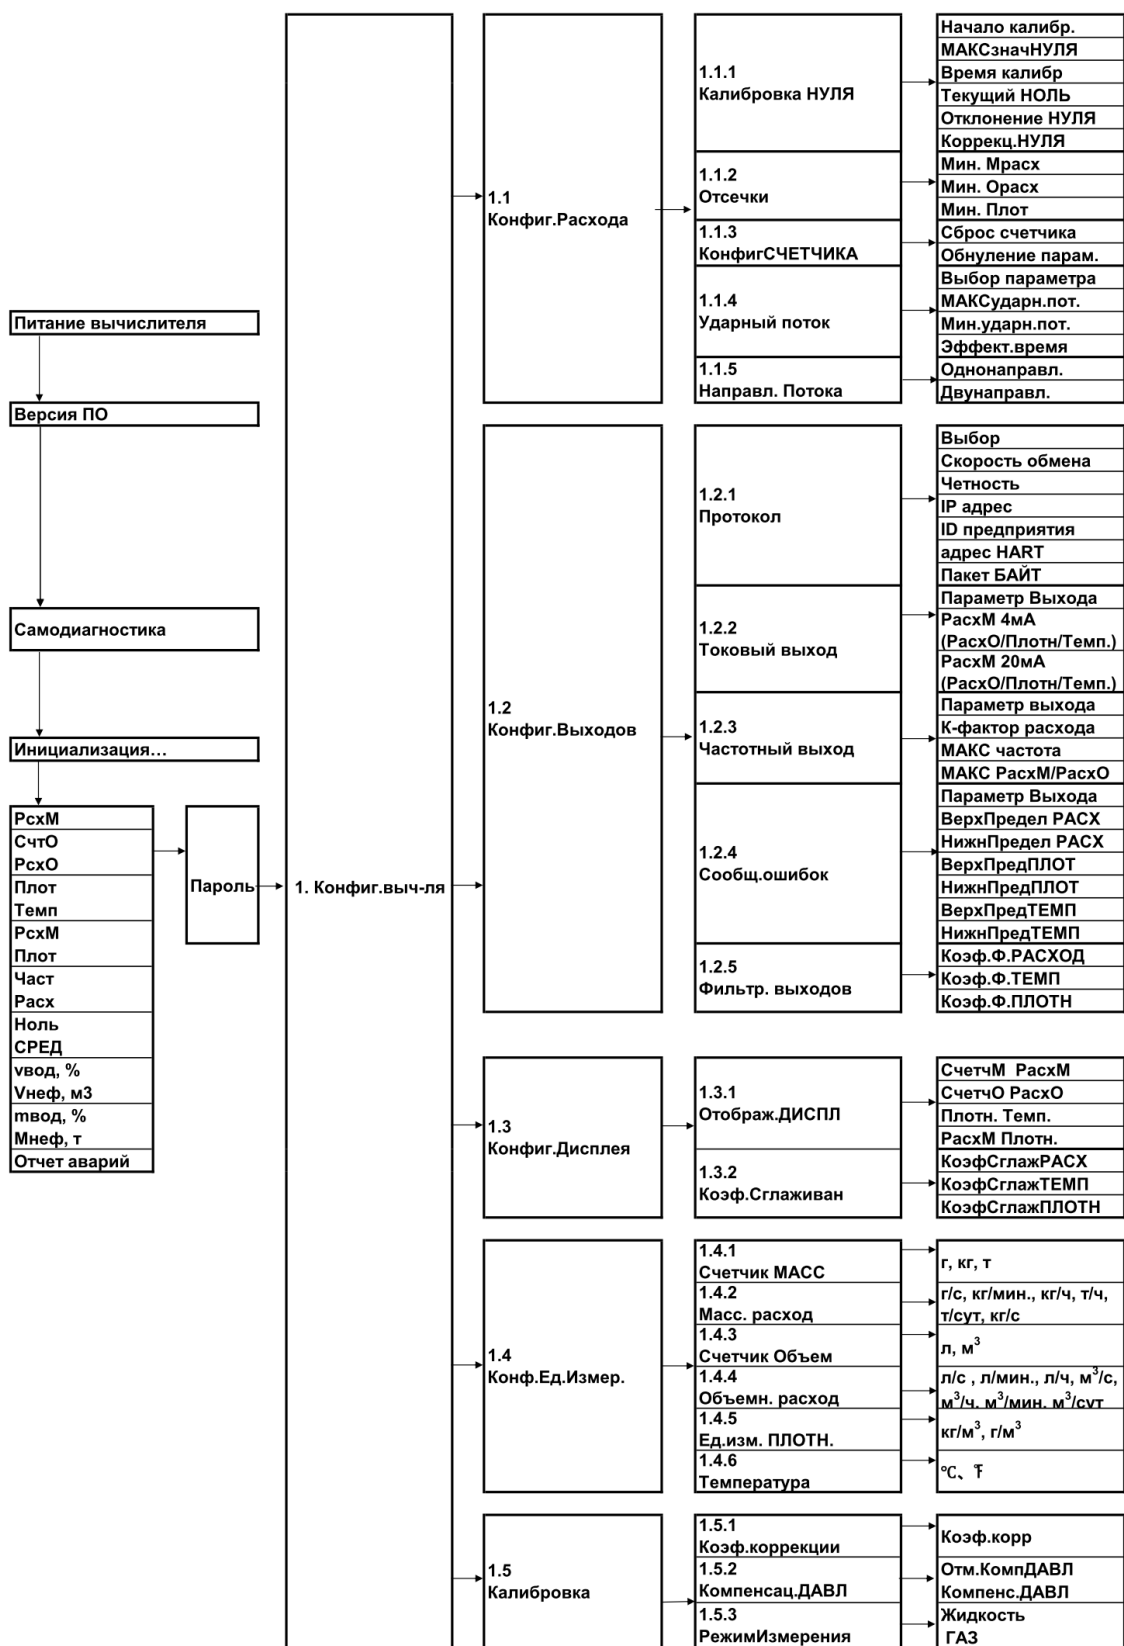 Питание вычислителя
Версия ПО
Самодиагностика
Инициализация…
РсхМ
СчтО
РсхО
Плот
Темп
РсхМ
Плот
Част
Расх
Ноль
СРЕД
vвод, %
Vнеф, м3
mвод, %
Мнеф, т
Отчет аварий
Пароль
1. Конфиг.выч-ля
1.1
Конфиг.Расхода
1.1.1
Калибровка НУЛЯ
Начало калибр.
МАКСзначНУЛЯ
Время калибр
Текущий НОЛЬ
Отклонение НУЛЯ
Коррекц.НУЛЯ
1.1.2
Отсечки
Мин. Мрасх
Мин. Орасх
Мин. Плот
1.1.3
КонфигСЧЕТЧИКА
Сброс счетчика
Обнуление парам.
1.1.4
Ударный поток
Выбор параметра
МАКСударн.пот.
Мин.ударн.пот.
Эффект.время
1.1.5
Направл. Потока
Однонаправл.
Двунаправл.
1.2
Конфиг.Выходов
1.2.1
Протокол
Выбор
Скорость обмена
Четность
IP адрес
ID предприятия
адрес HART
Пакет БАЙТ
1.2.2
Токовый выход
Параметр Выхода
РасхМ 4мА
(РасхО/Плотн/Темп.)
РасхМ 20мА
(РасхО/Плотн/Темп.)
1.2.3
Частотный выход
Параметр выхода
К-фактор расхода
МАКС частота
МАКС РасхМ/РасхО
1.2.4
Сообщ.ошибок
Параметр Выхода
ВерхПредел РАСХ
НижнПредел РАСХ
ВерхПредПЛОТ
НижнПредПЛОТ
ВерхПредТЕМП
НижнПредТЕМП
1.2.5
Фильтр. выходов
Коэф.Ф.РАСХОД
Коэф.Ф.ТЕМП
Коэф.Ф.ПЛОТН
1.3
Конфиг.Дисплея
1.3.1
Отображ.ДИСПЛ
СчетчМ РасхМ
СчетчО РасхО
Плотн. Темп.
РасхМ Плотн.
1.3.2
Коэф.Сглаживан
КоэфСглажРАСХ
КоэфСглажТЕМП
КоэфСглажПЛОТН
1.4
Конф.Ед.Измер.
1.4.1
Счетчик МАСС
г, кг, т
1.4.2
Масс. расход
г/с, кг/мин., кг/ч, т/ч,
т/сут, кг/с
1.4.3
Счетчик Объем
л, м³
1.4.4
Объемн. расход
л/с , л/мин., л/ч, м³/с,
м³/ч, м³/мин, м³/сут
1.4.5
Ед.изм. ПЛОТН.
кг/м³, г/м³
1.4.6
Температура
℃、℉
1.5
Калибровка
1.5.1
Коэф.коррекции
Коэф.корр
1.5.2
Компенсац.ДАВЛ
Отм.КомпДАВЛ
Компенс.ДАВЛ
1.5.3
РежимИзмерения
Жидкость
ГАЗ